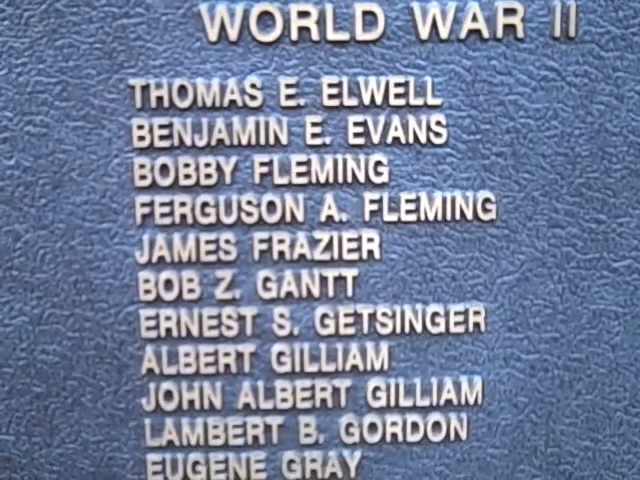 WORLD WAR II
THOMAS E. ELWELL
BENJAMIN E. EVANS
BOBBY FLEMING
FERGUSON A. FLEMING
JAMES FRAZIER
BOB Z. GANTT
ERNEST S. GETSINGER
ALBERT GILLIAM
JOHN ALBERT GILLIAM
LAMBERT B. GORDON
EUGENE GRAY